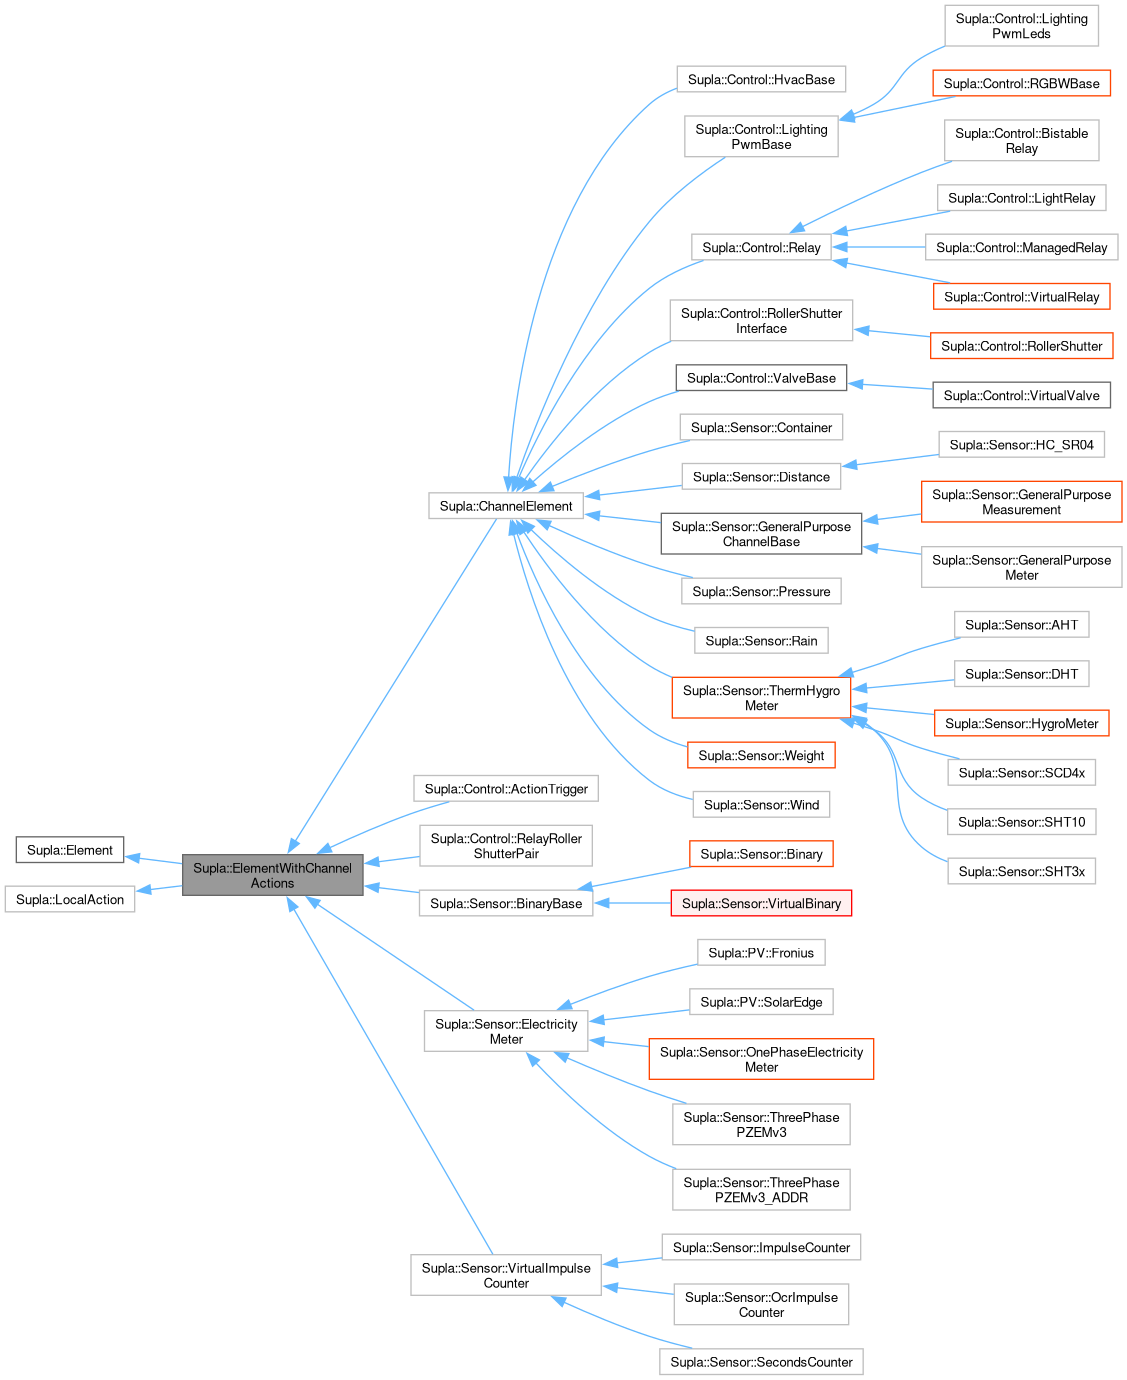 Supla::Control::Lighting
PwmLeds
Supla::Control::HvacBase
Supla::Control::RGBWBase
Supla::Control::Lighting
PwmBase
Supla::Control::Bistable
Relay
Supla::Control::LightRelay
Supla::Control::Relay
Supla::Control::ManagedRelay
Supla::Control::VirtualRelay
Supla::Control::RollerShutter
Interface
Supla::Control::RollerShutter
Supla::Control::ValveBase
Supla::Control::VirtualValve
Supla::Sensor::Container
Supla::Sensor::HC_SR04
Supla::Sensor::Distance
Supla::ChannelElement
Supla::Sensor::GeneralPurpose
Measurement
Supla::Sensor::GeneralPurpose
ChannelBase
Supla::Sensor::GeneralPurpose
Meter
Supla::Sensor::Pressure
Supla::Sensor::AHT
Supla::Sensor::Rain
Supla::Sensor::DHT
Supla::Sensor::ThermHygro
Meter
Supla::Sensor::HygroMeter
Supla::Sensor::Weight
Supla::Sensor::SCD4x
Supla::Control::ActionTrigger
Supla::Sensor::Wind
Supla::Sensor::SHT10
Supla::Control::RelayRoller
ShutterPair
Supla::Element
Supla::Sensor::Binary
Supla::ElementWithChannel
Actions
Supla::Sensor::SHT3x
Supla::LocalAction
Supla::Sensor::BinaryBase
Supla::Sensor::VirtualBinary
Supla::PV::Fronius
Supla::PV::SolarEdge
Supla::Sensor::Electricity
Meter
Supla::Sensor::OnePhaseElectricity
Meter
Supla::Sensor::ThreePhase
PZEMv3
Supla::Sensor::ThreePhase
PZEMv3_ADDR
Supla::Sensor::ImpulseCounter
Supla::Sensor::VirtualImpulse
Counter
Supla::Sensor::OcrImpulse
Counter
Supla::Sensor::SecondsCounter